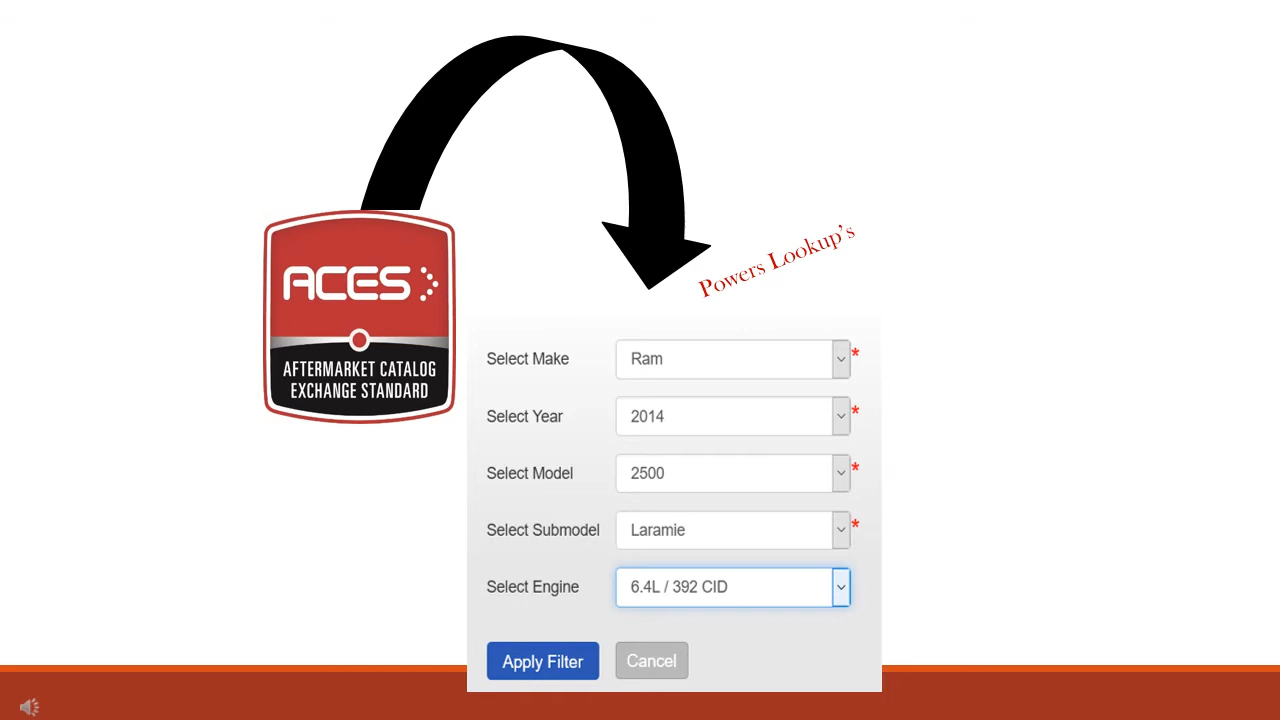 Powers Lookup's
ACES
AFTERMARKET CATALOG
EXCHANGE STANDARD
Select Make Ram *
Select Year 2014 *
Select Model 2500 *
Select Submodel Laramie *
Select Engine 6.4L / 392 CID
Apply Filter Cancel